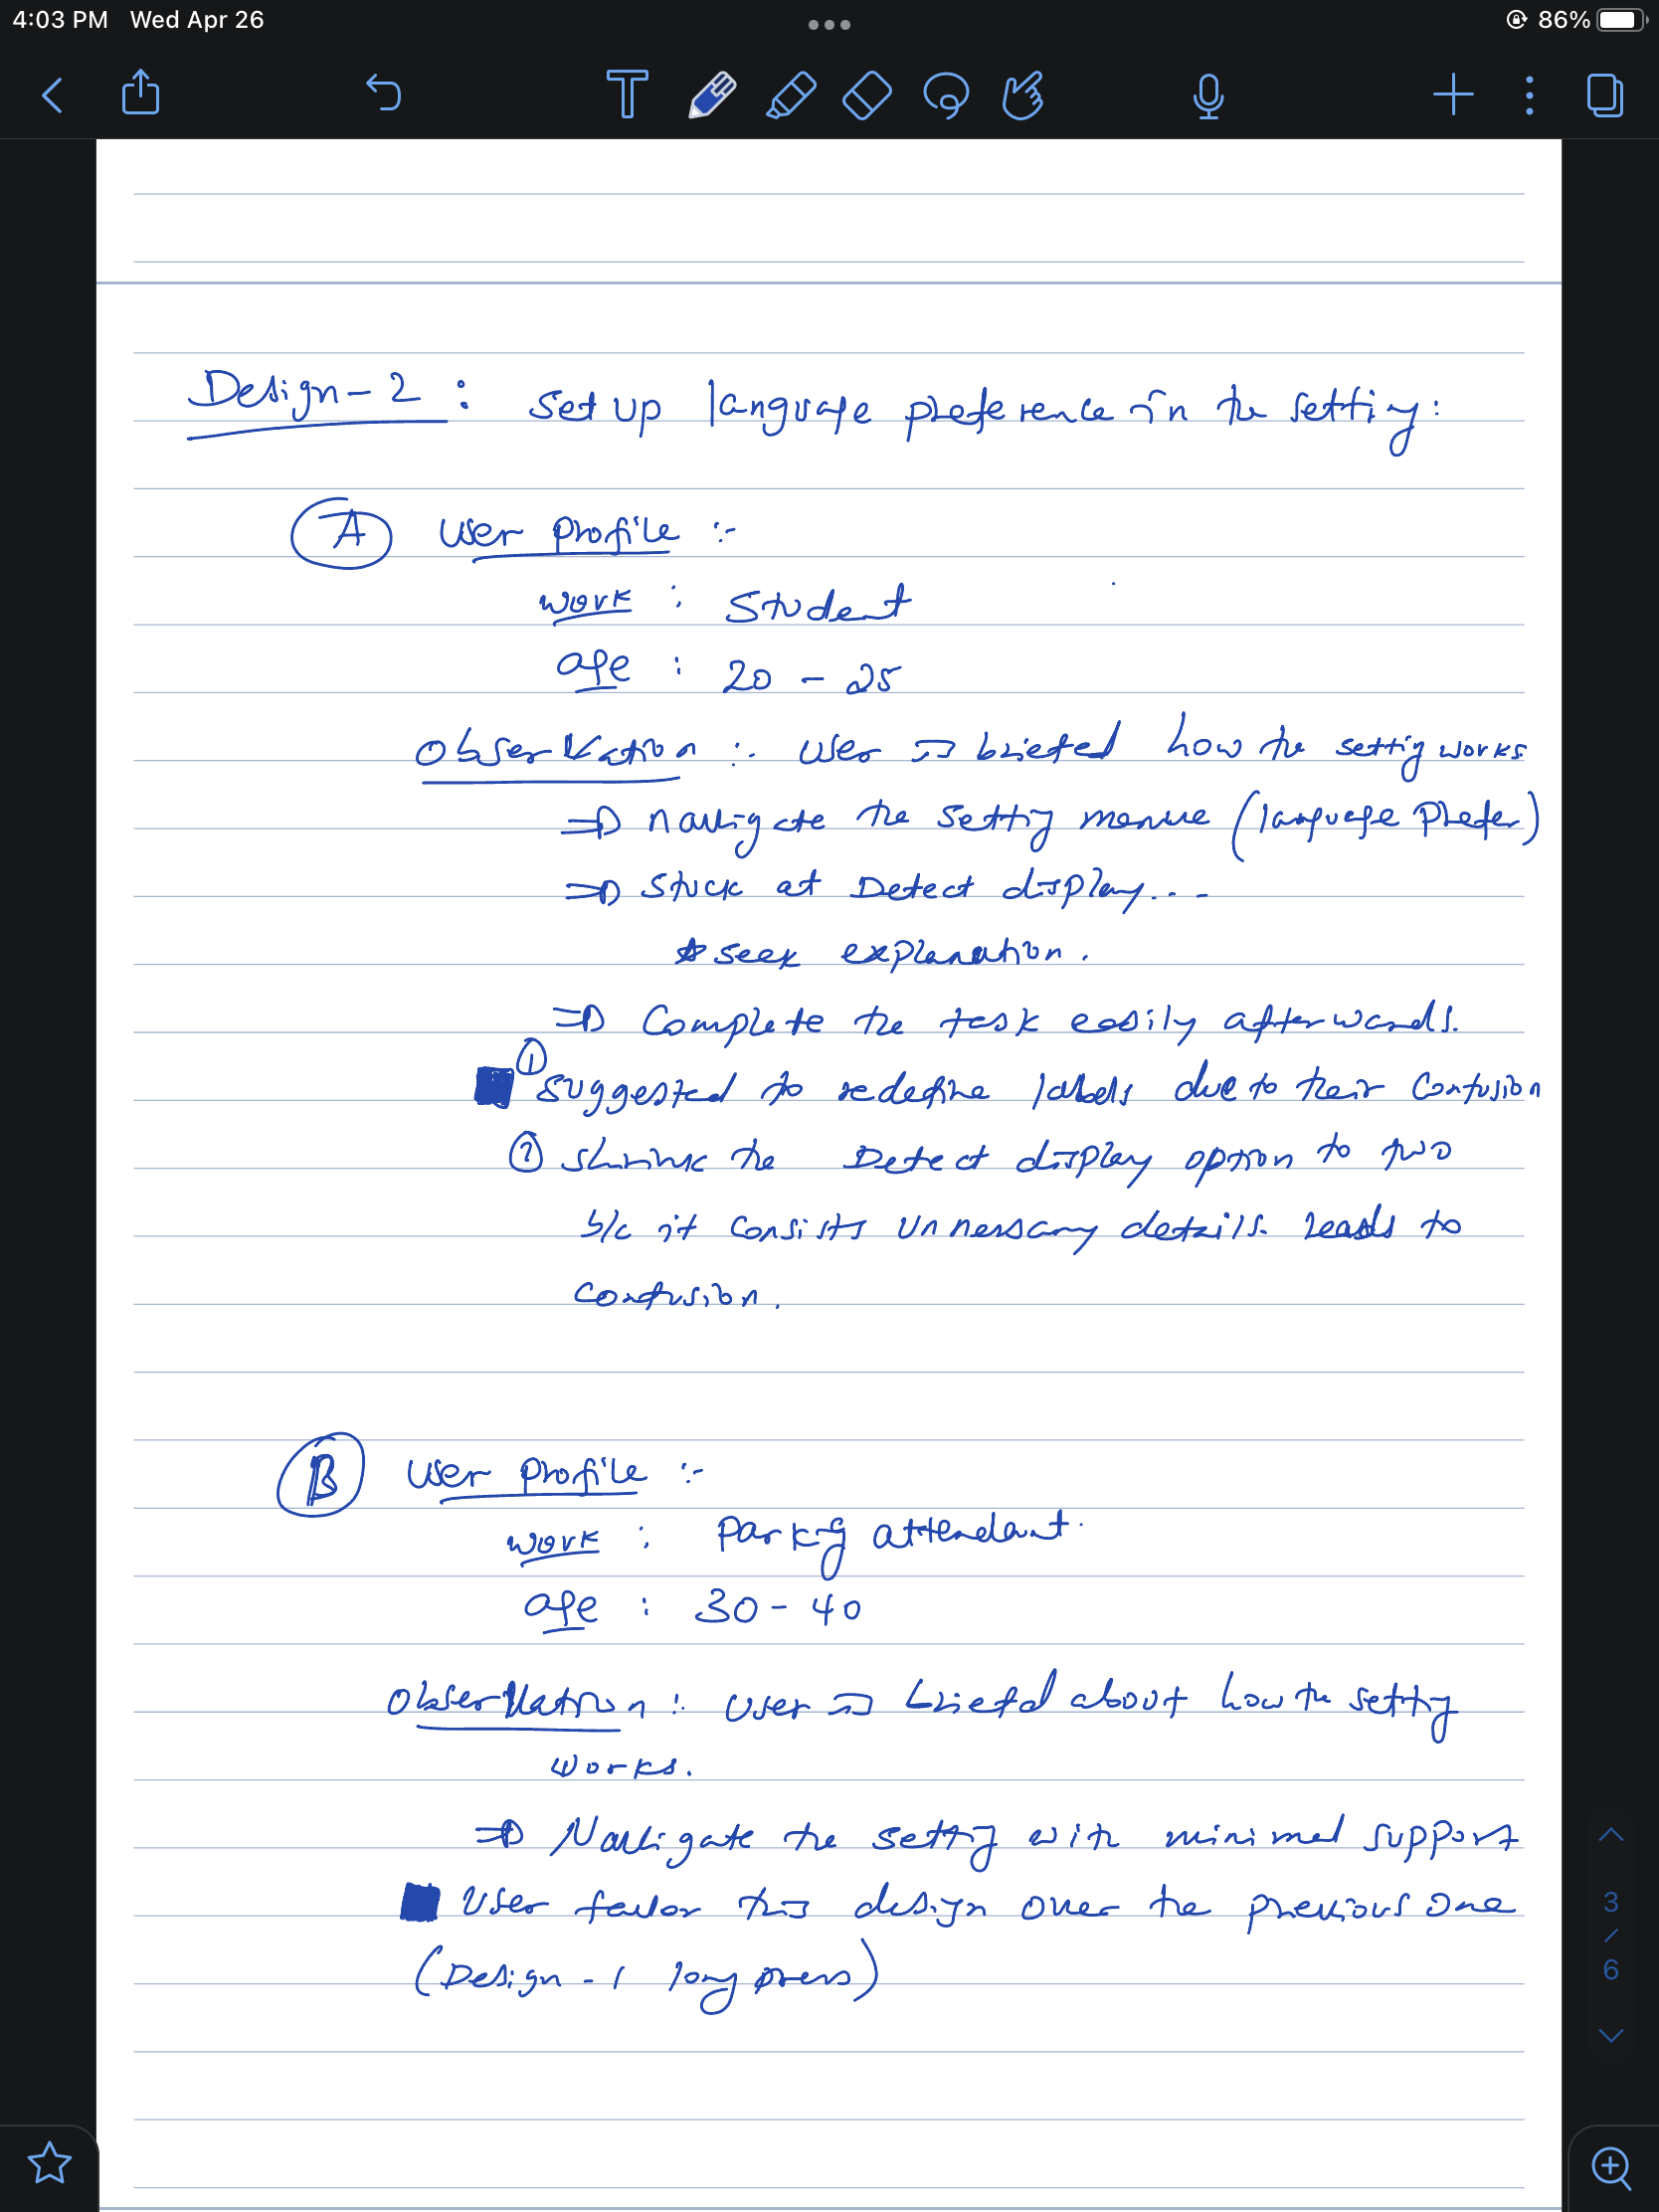 4:03 PM Wed Apr 26
86%
Design-2 : Set up language preference in the setting:
A User Profile :-
work : Student
age : 20 - 25
Observation :. User is briefed how the setting works.
⇒ navigate the setting menue (language Prefer)
⇒ Stuck at Detect display...
* seek explanation.
⇒ Complete the task easily afterwards.
① Suggested to redefine labels due to their confusion
② shrink the Detect display option to two
b/c it consists unnessary details. leads to
confusion.
B User Profile :-
work : Parking attendant.
age : 30 - 40
Observation :. User is briefd about how the setting
works.
⇒ Navigate the setting with minimal support
User favor this design over the previous one
(Design - 1 long press)
3
/
6